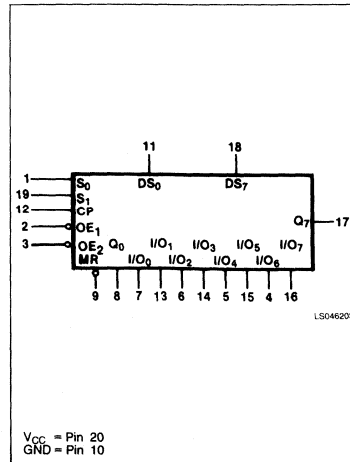 11 18
1 S0 DS0 DS7
19 S1
12 CP Q7 17
2 OE1
3 OE2 Q0 I/O1 I/O3 I/O5 I/O7
MR I/O0 I/O2 I/O4 I/O6
9 8 7 13 6 14 5 15 4 16
VCC = Pin 20
GND = Pin 10